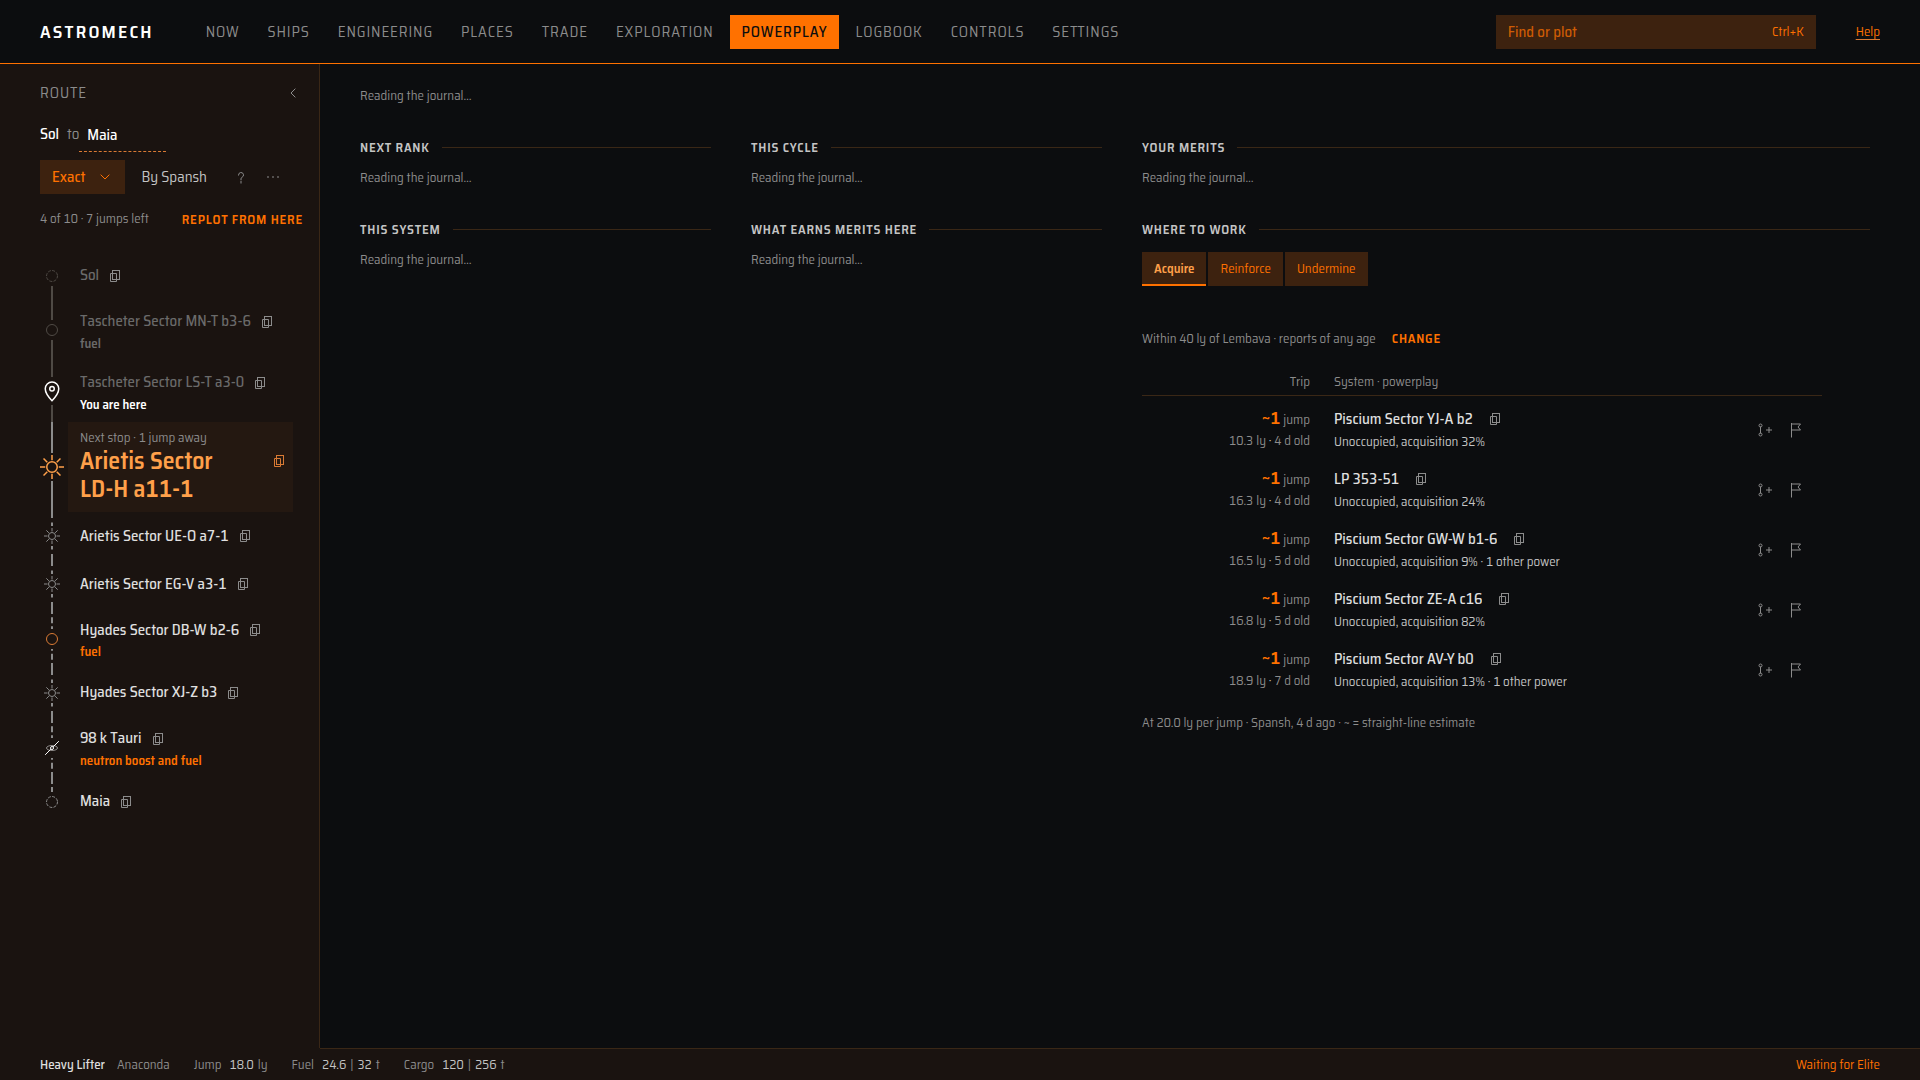 ASTROMECH NOW SHIPS ENGINEERING PLACES TRADE EXPLORATION POWERPLAY LOGBOOK CONTROLS SETTINGS Find or plot Ctrl+K Help
ROUTE
Sol to Maia
Exact By Spansh ? ...
4 of 10 · 7 jumps left REPLOT FROM HERE
Sol
Tascheter Sector MN-T b3-6
fuel
Tascheter Sector LS-T a3-0
You are here
Next stop · 1 jump away
Arietis Sector
LD-H a11-1
Arietis Sector UE-O a7-1
Arietis Sector EG-V a3-1
Hyades Sector DB-W b2-6
fuel
Hyades Sector XJ-Z b3
98 k Tauri
neutron boost and fuel
Maia
Reading the journal...
NEXT RANK
Reading the journal...
THIS CYCLE
Reading the journal...
YOUR MERITS
Reading the journal...
THIS SYSTEM
Reading the journal...
WHAT EARNS MERITS HERE
Reading the journal...
WHERE TO WORK
Acquire Reinforce Undermine
Within 40 ly of Lembava · reports of any age CHANGE
Trip System · powerplay
~1 jump Piscium Sector YJ-A b2
10.3 ly · 4 d old Unoccupied, acquisition 32%
~1 jump LP 353-51
16.3 ly · 4 d old Unoccupied, acquisition 24%
~1 jump Piscium Sector GW-W b1-6
16.5 ly · 5 d old Unoccupied, acquisition 9% · 1 other power
~1 jump Piscium Sector ZE-A c16
16.8 ly · 5 d old Unoccupied, acquisition 82%
~1 jump Piscium Sector AV-Y b0
18.9 ly · 7 d old Unoccupied, acquisition 13% · 1 other power
At 20.0 ly per jump · Spansh, 4 d ago · ~ = straight-line estimate
Heavy Lifter Anaconda Jump 18.0 ly Fuel 24.6 | 32 t Cargo 120 | 256 t Waiting for Elite